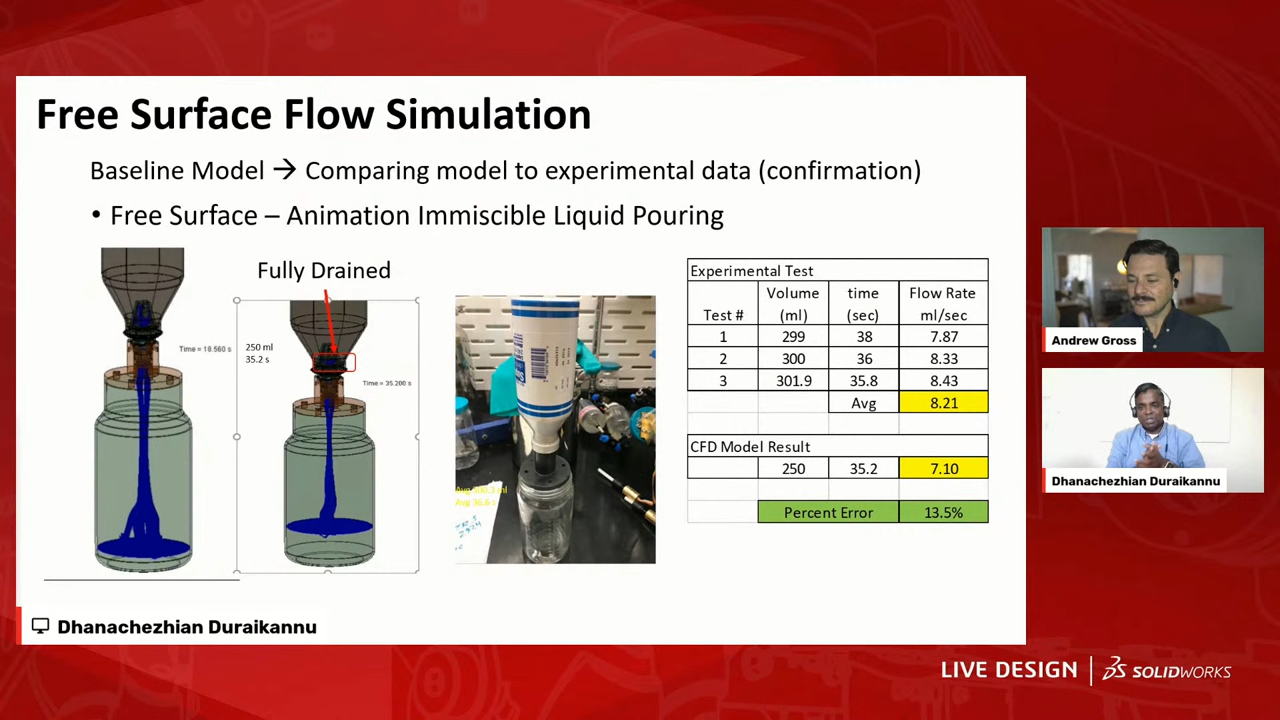 Free Surface Flow Simulation
Baseline Model → Comparing model to experimental data (confirmation)
• Free Surface – Animation Immiscible Liquid Pouring
Fully Drained
Time = 18.560 s
250 ml
35.2 s
Time = 35.200 s
Avg 36.6 s
Experimental Test
Test # Volume (ml) time (sec) Flow Rate ml/sec
1 299 38 7.87
2 300 36 8.33
3 301.9 35.8 8.43
Avg 8.21
CFD Model Result
250 35.2 7.10
Percent Error 13.5%
Andrew Gross
Dhanachezhian Duraikannu
Dhanachezhian Duraikannu
LIVE DESIGN | SOLIDWORKS